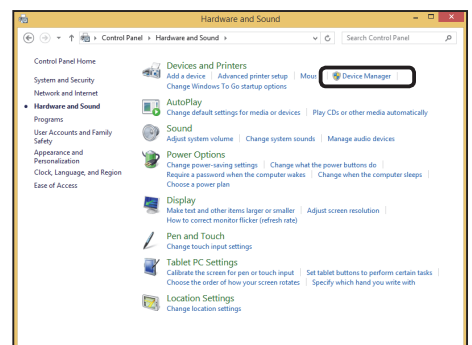 Hardware and Sound
Control Panel ▸ Hardware and Sound ▸
Search Control Panel
Control Panel Home
System and Security
Network and Internet
Hardware and Sound
Programs
User Accounts and Family
Safety
Appearance and
Personalization
Clock, Language, and Region
Ease of Access
Devices and Printers
Add a device | Advanced printer setup | Device Manager
Change Windows To Go startup options
AutoPlay
Change default settings for media or devices | Play CDs or other media automatically
Sound
Adjust system volume | Change system sounds | Manage audio devices
Power Options
Change power-saving settings | Change what the power buttons do
Require a password when the computer wakes | Change when the computer sleeps
Choose a power plan
Display
Make text and other items larger or smaller | Adjust screen resolution
How to correct monitor flicker (refresh rate)
Pen and Touch
Change touch input settings
Tablet PC Settings
Calibrate the screen for pen or touch input | Set tablet buttons to perform certain tasks
Choose the order of how your screen rotates | Specify which hand you write with
Location Settings
Change location settings